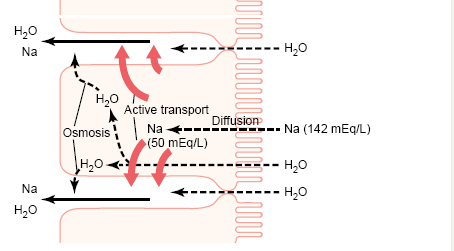 H₂O
Na
H₂O
H₂O
Active transport
Diffusion
Osmosis
Na
(50 mEq/L)
Na (142 mEq/L)
H₂O
H₂O
Na
H₂O
H₂O